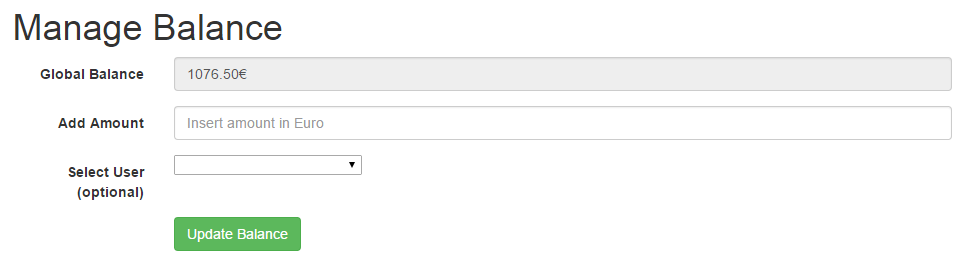 Manage Balance
Global Balance 1076.50€
Add Amount Insert amount in Euro
Select User
(optional)
Update Balance